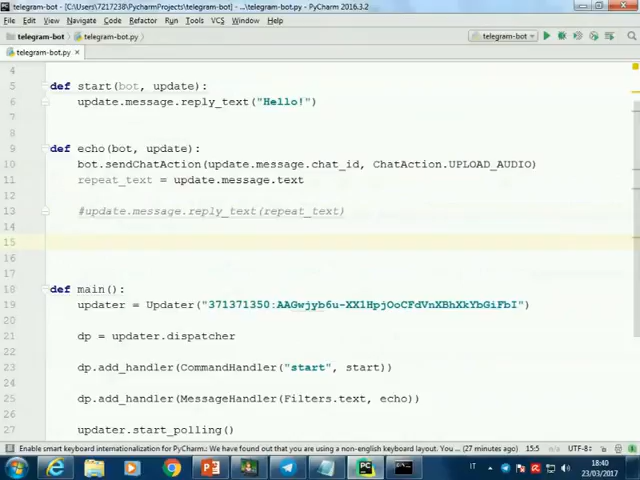 telegram-bot - [C:\Users\7217238\PycharmProjects\telegram-bot] - ...\telegram-bot.py - PyCharm 2016.3.2
File Edit View Navigate Code Refactor Run Tools VCS Window Help
telegram-bot telegram-bot.py telegram-bot
telegram-bot.py ×
4
5 def start(bot, update):
6 update.message.reply_text("Hello!")
7
8
9 def echo(bot, update):
10 bot.sendChatAction(update.message.chat_id, ChatAction.UPLOAD_AUDIO)
11 repeat_text = update.message.text
12
13 #update.message.reply_text(repeat_text)
14
15
16
17
18 def main():
19 updater = Updater("371371350:AAGwjyb6u-XX1HpjOoCFdVnXBhXkYbGiFbI")
20
21 dp = updater.dispatcher
22
23 dp.add_handler(CommandHandler("start", start))
24
25 dp.add_handler(MessageHandler(Filters.text, echo))
26
27 updater.start_polling()
Enable smart keyboard internationalization for PyCharm.: We have found out that you are using a non-english keyboard layout. You... (27 minutes ago) 15:5 UTF-8
IT 18:40
23/03/2017